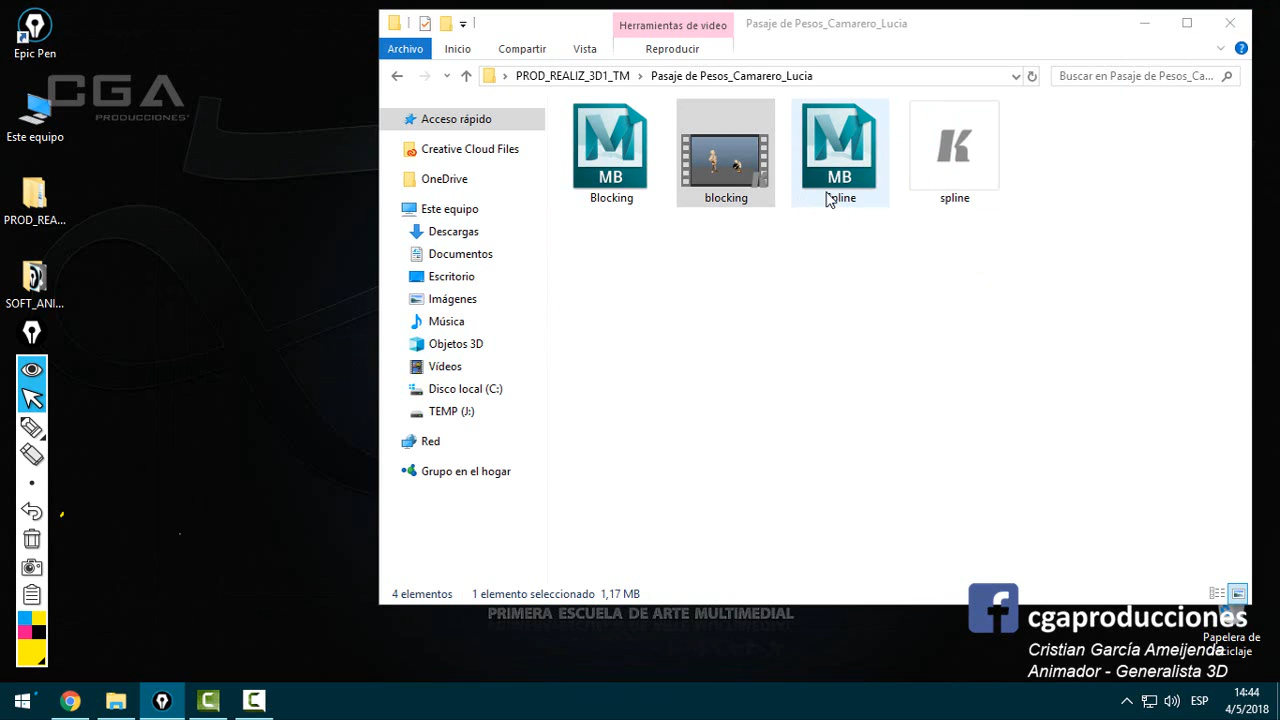 Epic Pen
CGA
PRODUCCIONES
Este equipo
PROD_REA...
SOFT_ANI...
Herramientas de video
Pasaje de Pesos_Camarero_Lucia
Archivo
Inicio
Compartir
Vista
Reproducir
PROD_REALIZ_3D1_TM
Pasaje de Pesos_Camarero_Lucia
Buscar en Pasaje de Pesos_Ca...
Acceso rápido
Creative Cloud Files
OneDrive
Este equipo
Descargas
Documentos
Escritorio
Imágenes
Música
Objetos 3D
Vídeos
Disco local (C:)
TEMP (J:)
Red
Grupo en el hogar
MB
Blocking
blocking
MB
spline
K
spline
4 elementos
1 elemento seleccionado 1,17 MB
PRIMERA ESCUELA DE ARTE MULTIMEDIAL
cgaproducciones
Cristian García Ameijenda
Animador - Generalista 3D
Papelera de
reciclaje
ESP
14:44
4/5/2018